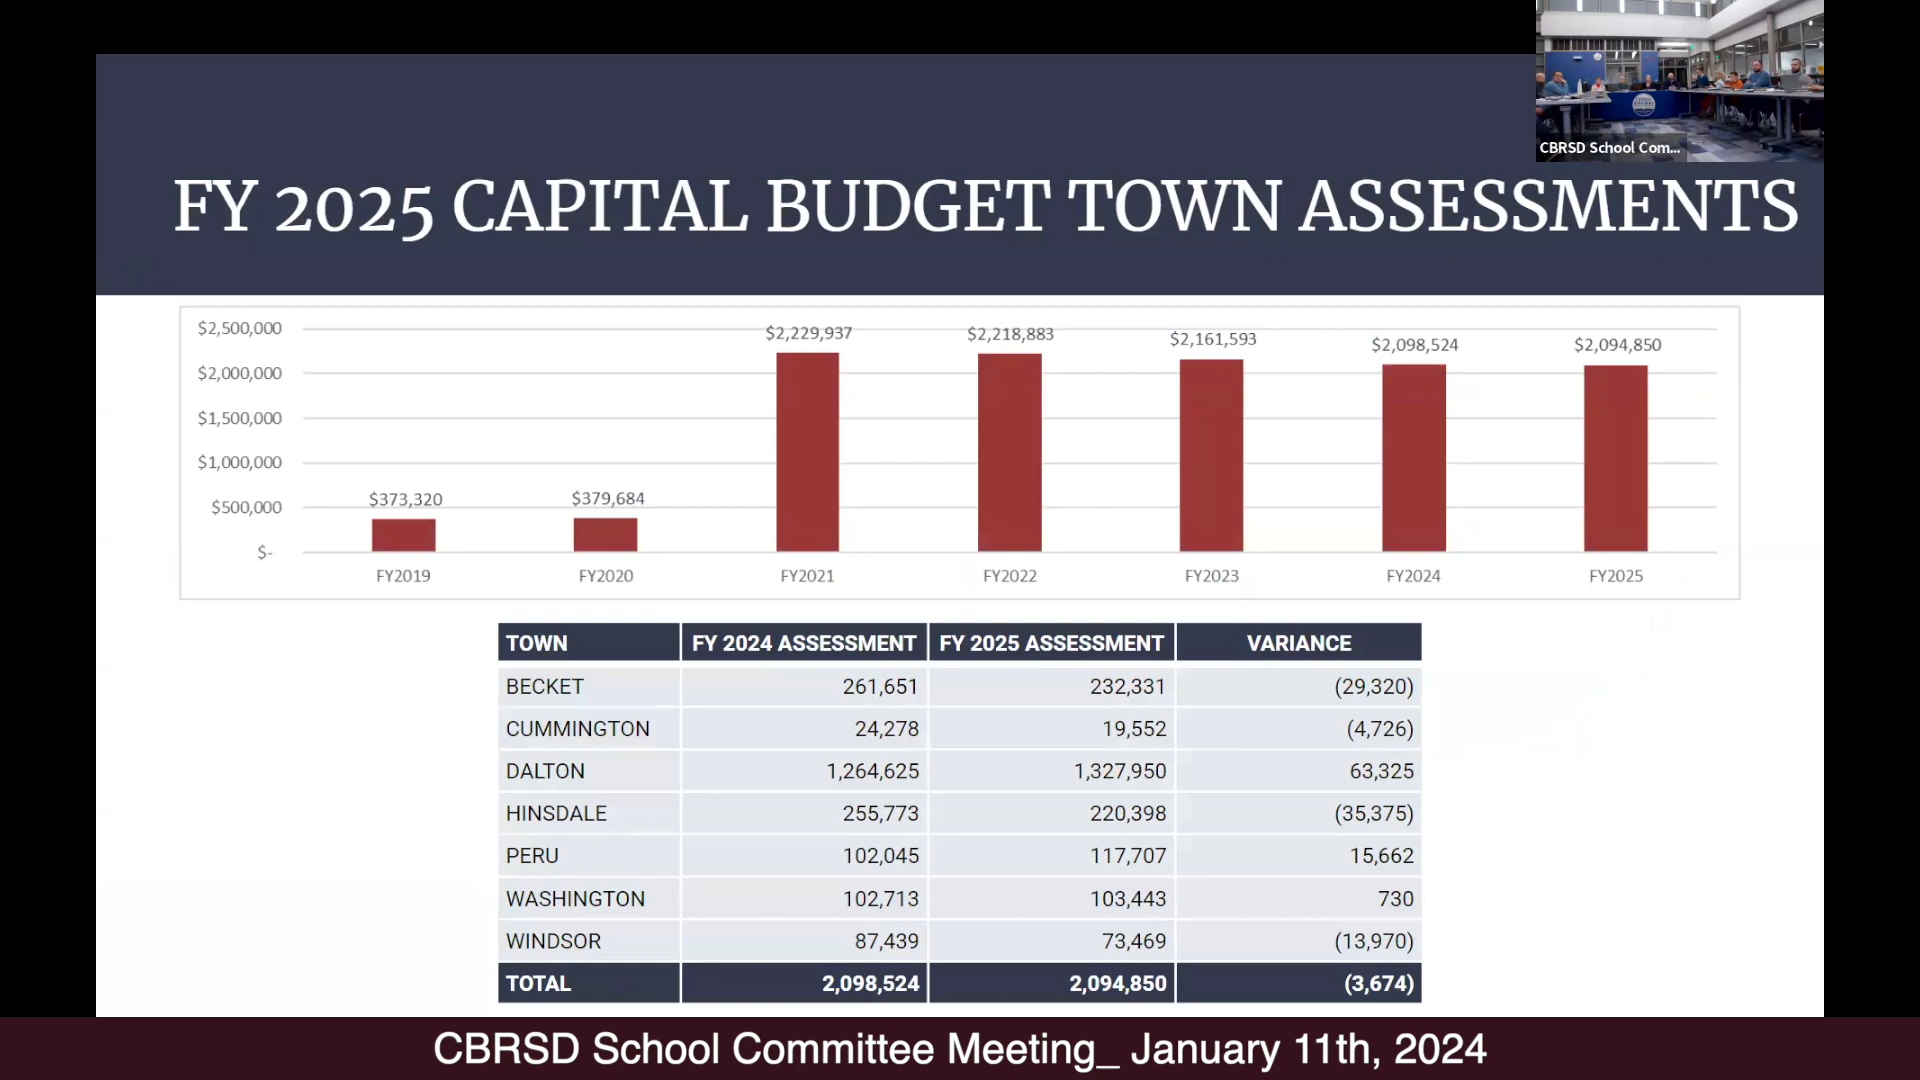 CBRSD School Com...
FY 2025 CAPITAL BUDGET TOWN ASSESSMENTS
$2,500,000
$2,000,000
$1,500,000
$1,000,000
$500,000
$-
$373,320
$379,684
$2,229,937
$2,218,883
$2,161,593
$2,098,524
$2,094,850
FY2019 FY2020 FY2021 FY2022 FY2023 FY2024 FY2025
TOWN FY 2024 ASSESSMENT FY 2025 ASSESSMENT VARIANCE
BECKET 261,651 232,331 (29,320)
CUMMINGTON 24,278 19,552 (4,726)
DALTON 1,264,625 1,327,950 63,325
HINSDALE 255,773 220,398 (35,375)
PERU 102,045 117,707 15,662
WASHINGTON 102,713 103,443 730
WINDSOR 87,439 73,469 (13,970)
TOTAL 2,098,524 2,094,850 (3,674)
CBRSD School Committee Meeting_ January 11th, 2024